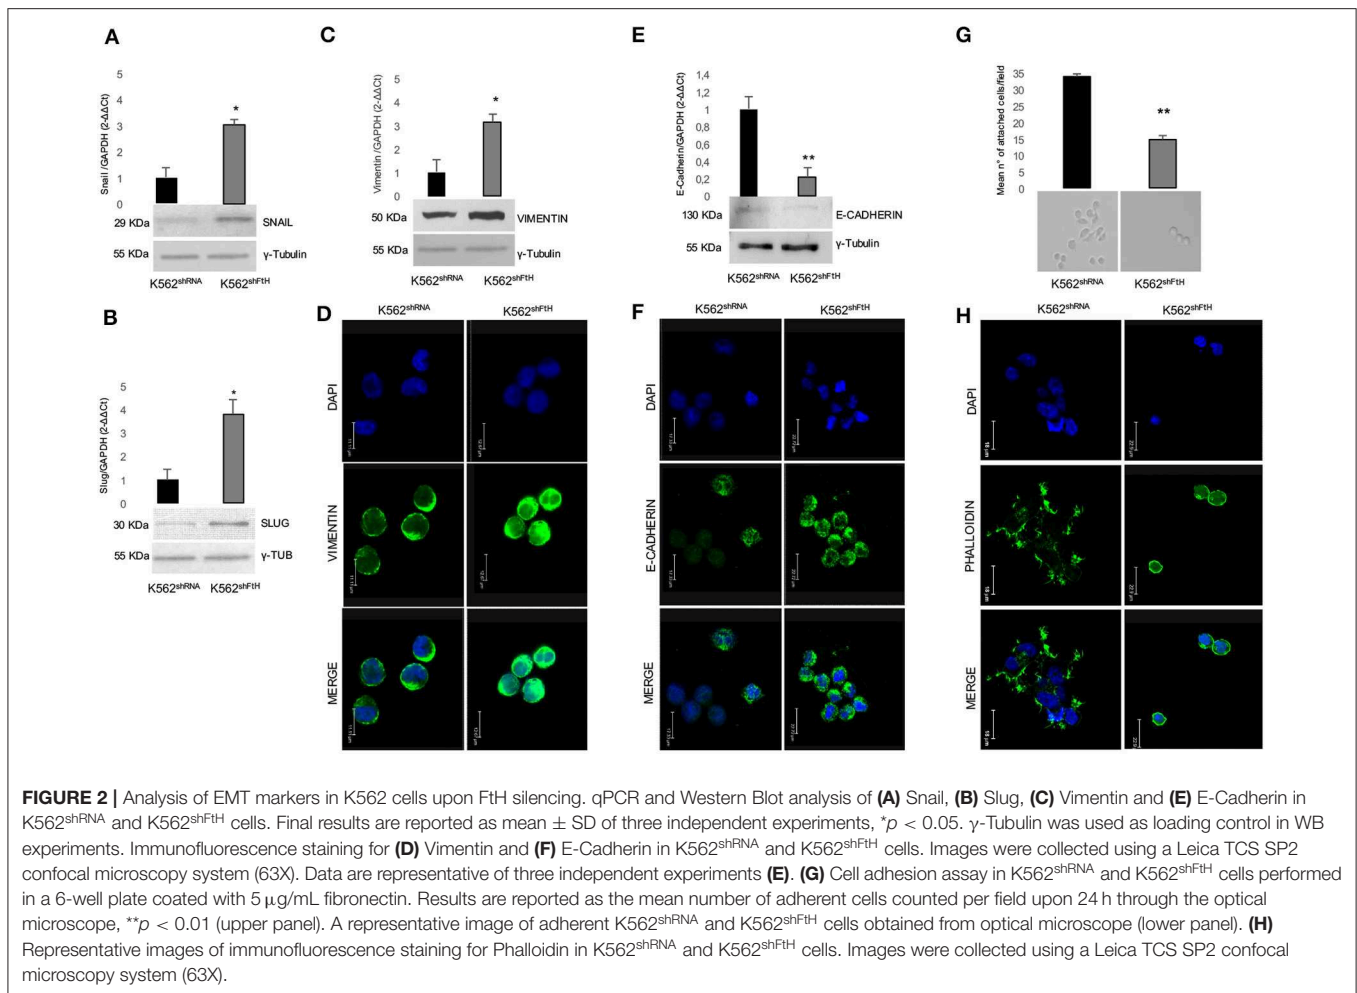 A
Snail /GAPDH (2-ΔΔCt)
5
4
3
2
1
0
*
29 KDa
SNAIL
55 KDa
γ-Tubulin
K562shRNA K562shFtH
B
Slug/GAPDH (2-ΔΔCt)
5
4
3
2
1
0
*
30 KDa
SLUG
55 KDa
γ-TUB
K562shRNA K562shFtH
C
Vimentin /GAPDH (2-ΔΔCt)
5
4
3
2
1
0
*
50 KDa
VIMENTIN
55 KDa
γ-Tubulin
K562shRNA K562shFtH
D
K562shRNA K562shFtH
DAPI
VIMENTIN
MERGE
E
E-Cadherin/GAPDH (2-ΔΔCt)
1,4
1,2
1
0,8
0,6
0,4
0,2
0
**
130 KDa
E-CADHERIN
55 KDa
γ-Tubulin
K562shRNA K562shFtH
F
K562shRNA K562shFtH
DAPI
E-CADHERIN
MERGE
G
Mean n° of attached cells/field
35
30
25
20
15
10
5
0
**
K562shRNA K562shFtH
H
K562shRNA K562shFtH
DAPI
18 µm
PHALLOIDIN
18 µm
MERGE
18 µm
FIGURE 2 | Analysis of EMT markers in K562 cells upon FtH silencing. qPCR and Western Blot analysis of (A) Snail, (B) Slug, (C) Vimentin and (E) E-Cadherin in
K562shRNA and K562shFtH cells. Final results are reported as mean ± SD of three independent experiments, *p < 0.05. γ-Tubulin was used as loading control in WB
experiments. Immunofluorescence staining for (D) Vimentin and (F) E-Cadherin in K562shRNA and K562shFtH cells. Images were collected using a Leica TCS SP2
confocal microscopy system (63X). Data are representative of three independent experiments (E). (G) Cell adhesion assay in K562shRNA and K562shFtH cells performed
in a 6-well plate coated with 5 µg/mL fibronectin. Results are reported as the mean number of adherent cells counted per field upon 24 h through the optical
microscope, **p < 0.01 (upper panel). A representative image of adherent K562shRNA and K562shFtH cells obtained from optical microscope (lower panel). (H)
Representative images of immunofluorescence staining for Phalloidin in K562shRNA and K562shFtH cells. Images were collected using a Leica TCS SP2 confocal
microscopy system (63X).